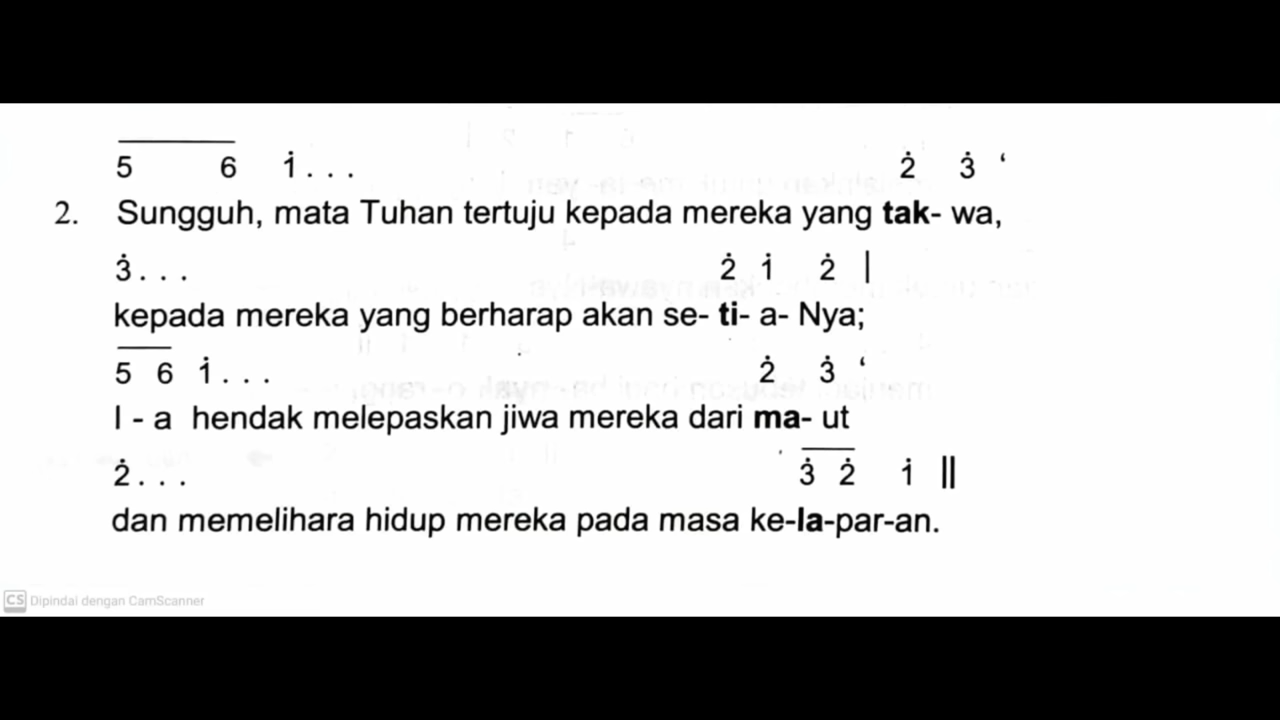 5 6 1̇ . . . 2̇ 3̇ ‘
2. Sungguh, mata Tuhan tertuju kepada mereka yang tak- wa,
3̇ . . . 2̇ 1̇ 2̇ |
kepada mereka yang berharap akan se- ti- a- Nya;
5 6 1̇ . . . 2̇ 3̇ ‘
I - a hendak melepaskan jiwa mereka dari ma- ut
2̇ . . . 3̇ 2̇ 1̇ ||
dan memelihara hidup mereka pada masa ke-la-par-an.
CS Dipindai dengan CamScanner